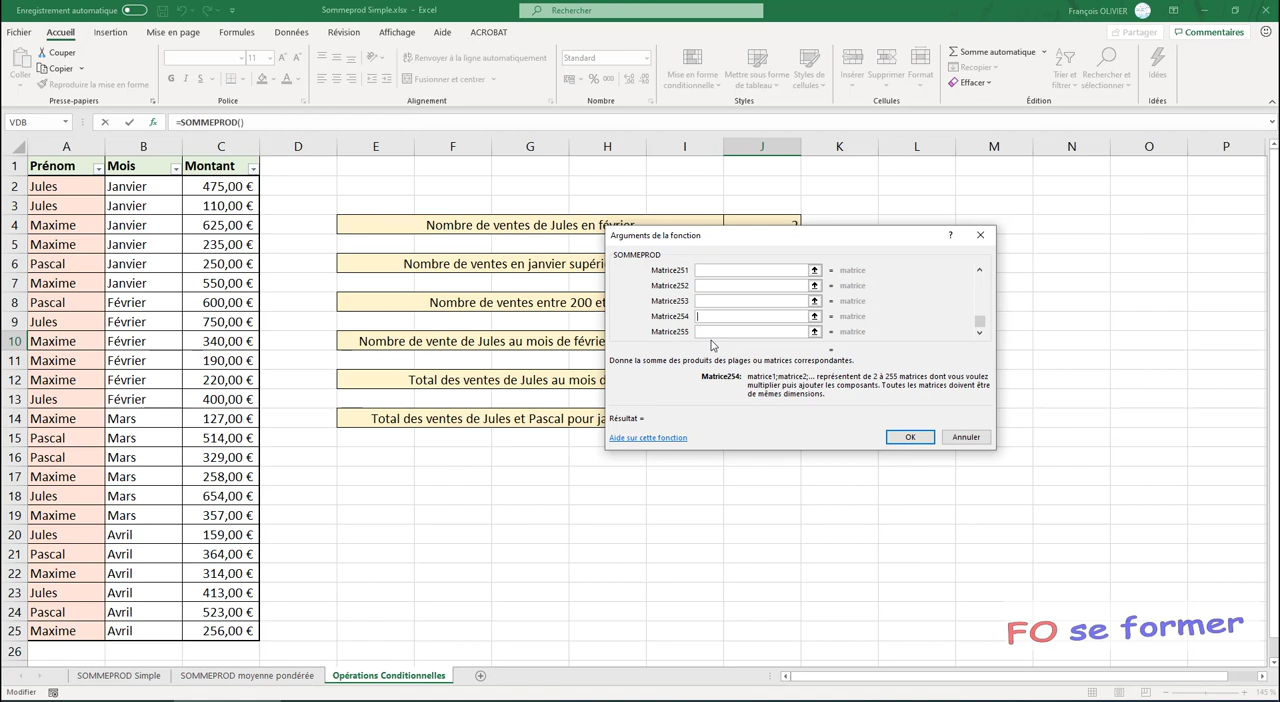 Enregistrement automatique
Sommeprod Simple.xlsx - Excel
Rechercher
François OLIVIER
Fichier Accueil Insertion Mise en page Formules Données Révision Affichage Aide ACROBAT
Partager Commentaires
Coller
Couper
Copier
Reproduire la mise en forme
Presse-papiers
11
G I S
Police
Renvoyer à la ligne automatiquement
Fusionner et centrer
Alignement
Standard
% 000
Nombre
Mise en forme conditionnelle
Mettre sous forme de tableau
Styles de cellules
Styles
Insérer Supprimer Format
Cellules
Somme automatique
Recopier
Effacer
Trier et filtrer
Rechercher et sélectionner
Édition
Idées
Idées
VDB
fx
=SOMMEPROD()
A B C D E F G H I J K L M N O P
1 Prénom Mois Montant
2 Jules Janvier 475,00 €
3 Jules Janvier 110,00 €
4 Maxime Janvier 625,00 € Nombre de ventes de Jules en février 2
5 Maxime Janvier 235,00 €
6 Pascal Janvier 250,00 € Nombre de ventes en janvier supérie
7 Maxime Janvier 550,00 €
8 Pascal Février 600,00 € Nombre de ventes entre 200 et
9 Jules Février 750,00 €
10 Maxime Février 340,00 € Nombre de vente de Jules au mois de févrie
11 Maxime Février 190,00 €
12 Maxime Février 220,00 € Total des ventes de Jules au mois d
13 Jules Février 400,00 €
14 Maxime Mars 127,00 € Total des ventes de Jules et Pascal pour ja
15 Pascal Mars 514,00 €
16 Pascal Mars 329,00 €
17 Maxime Mars 258,00 €
18 Jules Mars 654,00 €
19 Maxime Mars 357,00 €
20 Jules Avril 159,00 €
21 Pascal Avril 364,00 €
22 Maxime Avril 314,00 €
23 Jules Avril 413,00 €
24 Pascal Avril 523,00 €
25 Maxime Avril 256,00 €
26
Arguments de la fonction ?
SOMMEPROD
Matrice251 = matrice
Matrice252 = matrice
Matrice253 = matrice
Matrice254 = matrice
Matrice255 = matrice
=
Donne la somme des produits des plages ou matrices correspondantes.
Matrice254: matrice1;matrice2;... représentent de 2 à 255 matrices dont vous voulez
multiplier puis ajouter les composants. Toutes les matrices doivent être
de mêmes dimensions.
Résultat =
Aide sur cette fonction
OK Annuler
FO se former
SOMMEPROD Simple SOMMEPROD moyenne pondérée Opérations Conditionnelles
Modifier
145 %